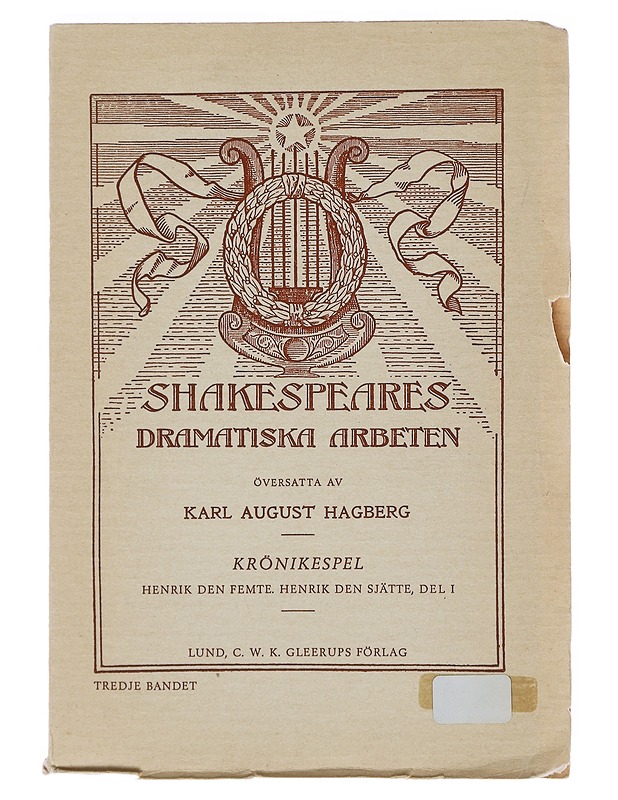 SHAKESPEARES
DRAMATISKA ARBETEN
ÖVERSATTA AV
KARL AUGUST HAGBERG
KRÖNIKESPEL
HENRIK DEN FEMTE. HENRIK DEN SJÄTTE, DEL I
LUND, C. W. K. GLEERUPS FÖRLAG
TREDJE BANDET